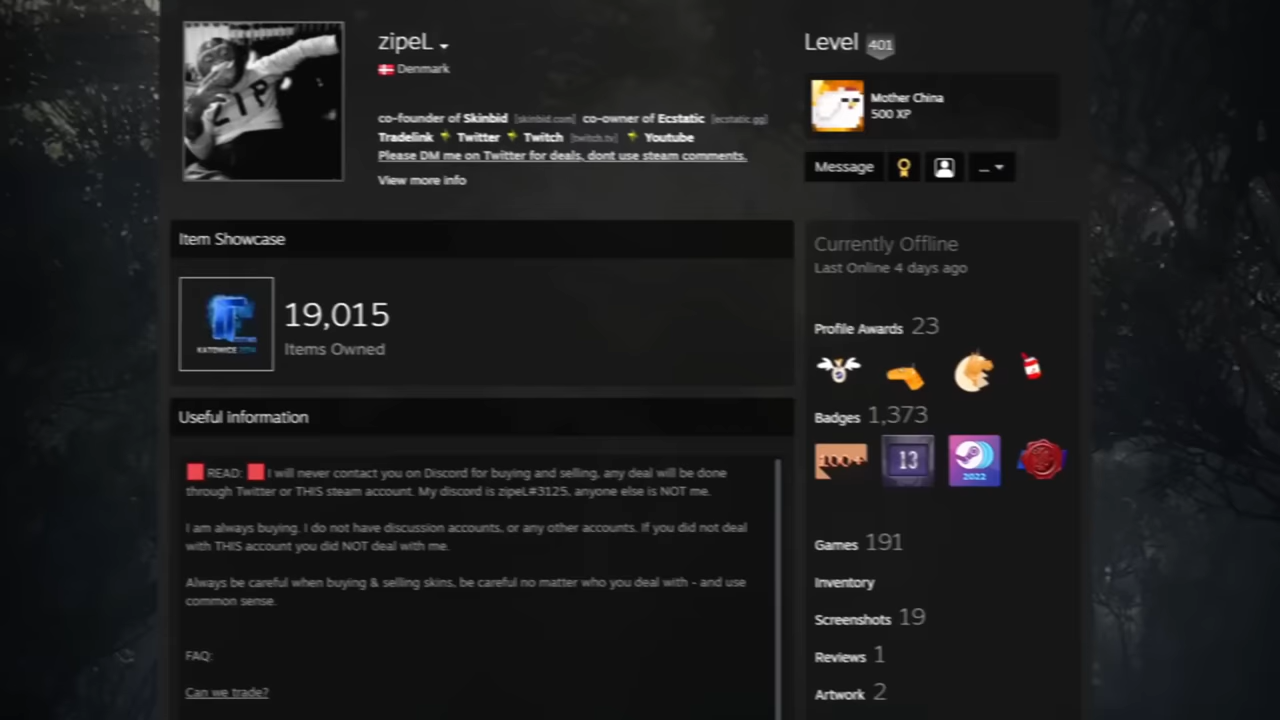 zipeL
Denmark
co-founder of Skinbid [skinbid.com] co-owner of Ecstatic [ecstatic.gg]
Tradelink Twitter Twitch [twitch.tv] Youtube
Please DM me on Twitter for deals, dont use steam comments.
View more info
ZIP
Level 401
Mother China
500 XP
Message
...
Item Showcase
KATOWICE 2014
19,015
Items Owned
Useful information
READ: I will never contact you on Discord for buying and selling, any deal will be done
through Twitter or THIS steam account. My discord is zipel.#3125, anyone else is NOT me.
I am always buying. I do not have discussion accounts, or any other accounts. If you did not deal
with THIS account you did NOT deal with me.
Always be careful when buying & selling skins, be careful no matter who you deal with - and use
common sense.
FAQ:
Can we trade?
Currently Offline
Last Online 4 days ago
Profile Awards 23
Badges 1,373
100+
13
2022
Games 191
Inventory
Screenshots 19
Reviews 1
Artwork 2